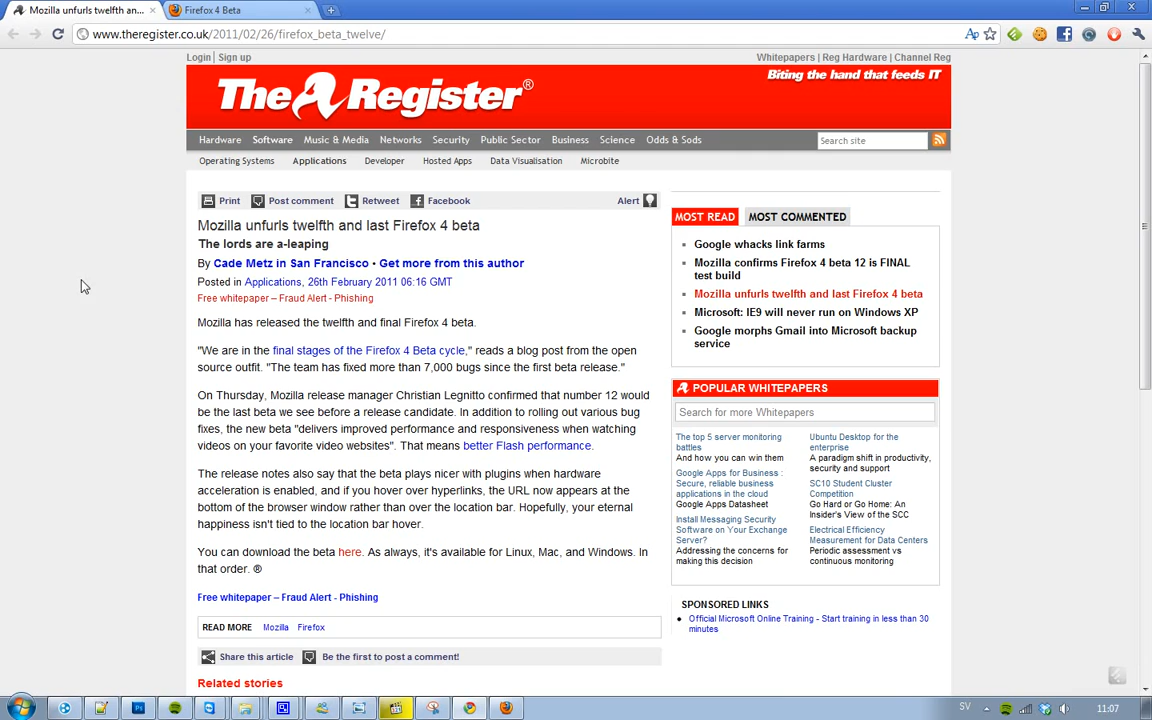 Mozilla unfurls twelfth an...
Firefox 4 Beta
www.theregister.co.uk/2011/02/26/firefox_beta_twelve/
Login | Sign up
Whitepapers | Reg Hardware | Channel Reg
The Register®
Biting the hand that feeds IT
Hardware Software Music & Media Networks Security Public Sector Business Science Odds & Sods
Search site
Operating Systems Applications Developer Hosted Apps Data Visualisation Microbite
Print Post comment Retweet Facebook Alert
Mozilla unfurls twelfth and last Firefox 4 beta
The lords are a-leaping
By Cade Metz in San Francisco • Get more from this author
Posted in Applications, 26th February 2011 06:16 GMT
Free whitepaper – Fraud Alert - Phishing
Mozilla has released the twelfth and final Firefox 4 beta.
"We are in the final stages of the Firefox 4 Beta cycle," reads a blog post from the open
source outfit. "The team has fixed more than 7,000 bugs since the first beta release."
On Thursday, Mozilla release manager Christian Legnitto confirmed that number 12 would
be the last beta we see before a release candidate. In addition to rolling out various bug
fixes, the new beta "delivers improved performance and responsiveness when watching
videos on your favorite video websites". That means better Flash performance.
The release notes also say that the beta plays nicer with plugins when hardware
acceleration is enabled, and if you hover over hyperlinks, the URL now appears at the
bottom of the browser window rather than over the location bar. Hopefully, your eternal
happiness isn't tied to the location bar hover.
You can download the beta here. As always, it's available for Linux, Mac, and Windows. In
that order. ®
Free whitepaper – Fraud Alert - Phishing
READ MORE Mozilla Firefox
Share this article Be the first to post a comment!
Related stories
MOST READ MOST COMMENTED
Google whacks link farms
Mozilla confirms Firefox 4 beta 12 is FINAL
test build
Mozilla unfurls twelfth and last Firefox 4 beta
Microsoft: IE9 will never run on Windows XP
Google morphs Gmail into Microsoft backup
service
POPULAR WHITEPAPERS
Search for more Whitepapers
The top 5 server monitoring
battles
And how you can win them
Google Apps for Business :
Secure, reliable business
applications in the cloud
Google Apps Datasheet
Install Messaging Security
Software on Your Exchange
Server?
Addressing the concerns for
making this decision
Ubuntu Desktop for the
enterprise
A paradigm shift in productivity,
security and support
SC10 Student Cluster
Competition
Go Hard or Go Home: An
Insider's View of the SCC
Electrical Efficiency
Measurement for Data Centers
Periodic assessment vs
continuous monitoring
SPONSORED LINKS
Official Microsoft Online Training - Start training in less than 30
minutes
SV
11:07